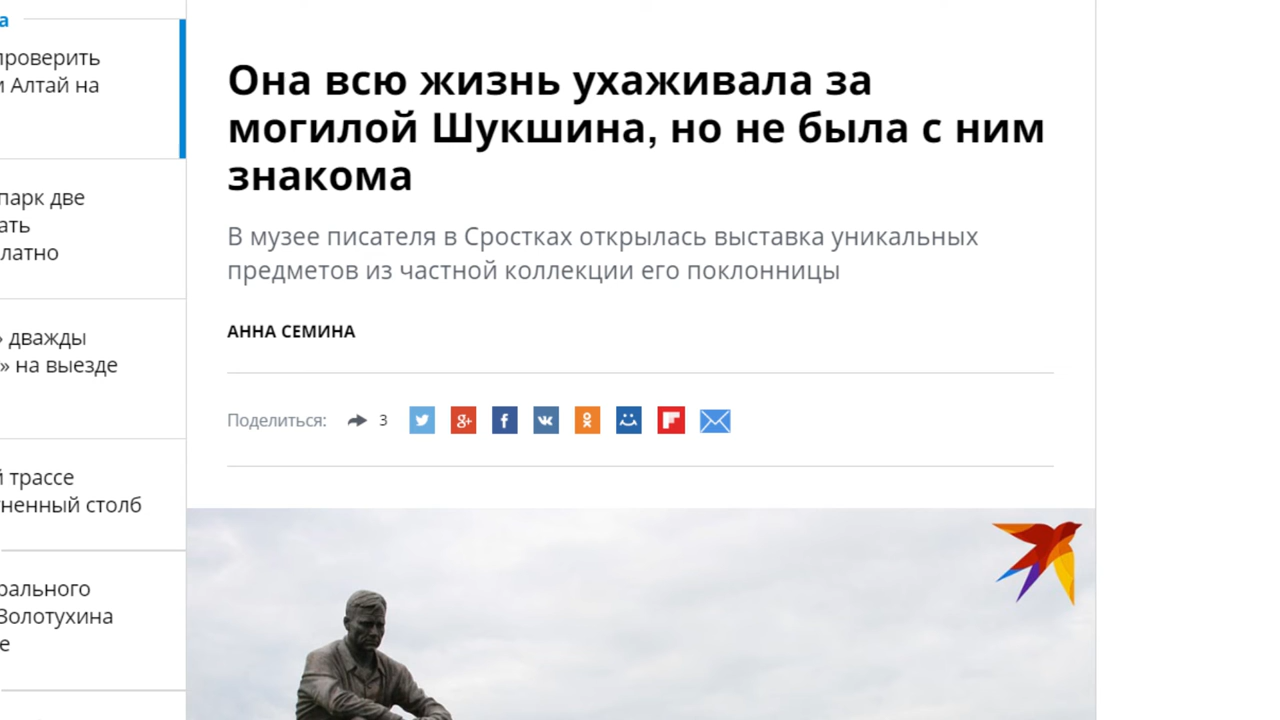 а
проверить
и Алтай на
парк две
ать
латно
» дважды
» на выезде
й трассе
ненный столб
рального
Золотухина
е
Она всю жизнь ухаживала за
могилой Шукшина, но не была с ним
знакома
В музее писателя в Сростках открылась выставка уникальных
предметов из частной коллекции его поклонницы
АННА СЕМИНА
Поделиться: 3